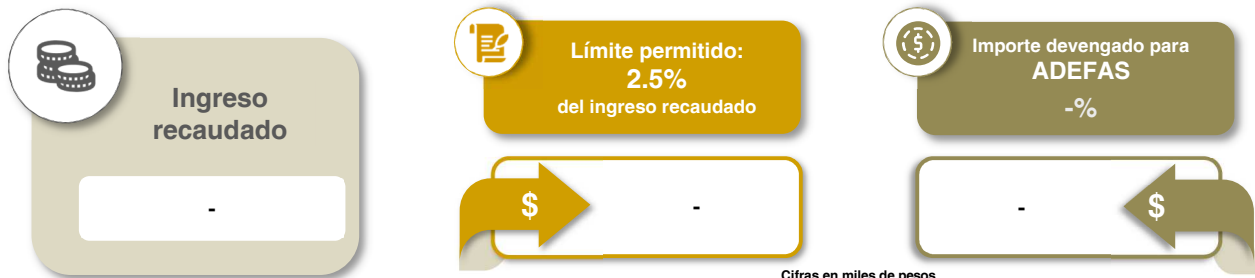 Ingreso
recaudado
-
Límite permitido:
2.5%
del ingreso recaudado
$
-
Importe devengado para
ADEFAS
-%
-
$
Cifras en miles de pesos